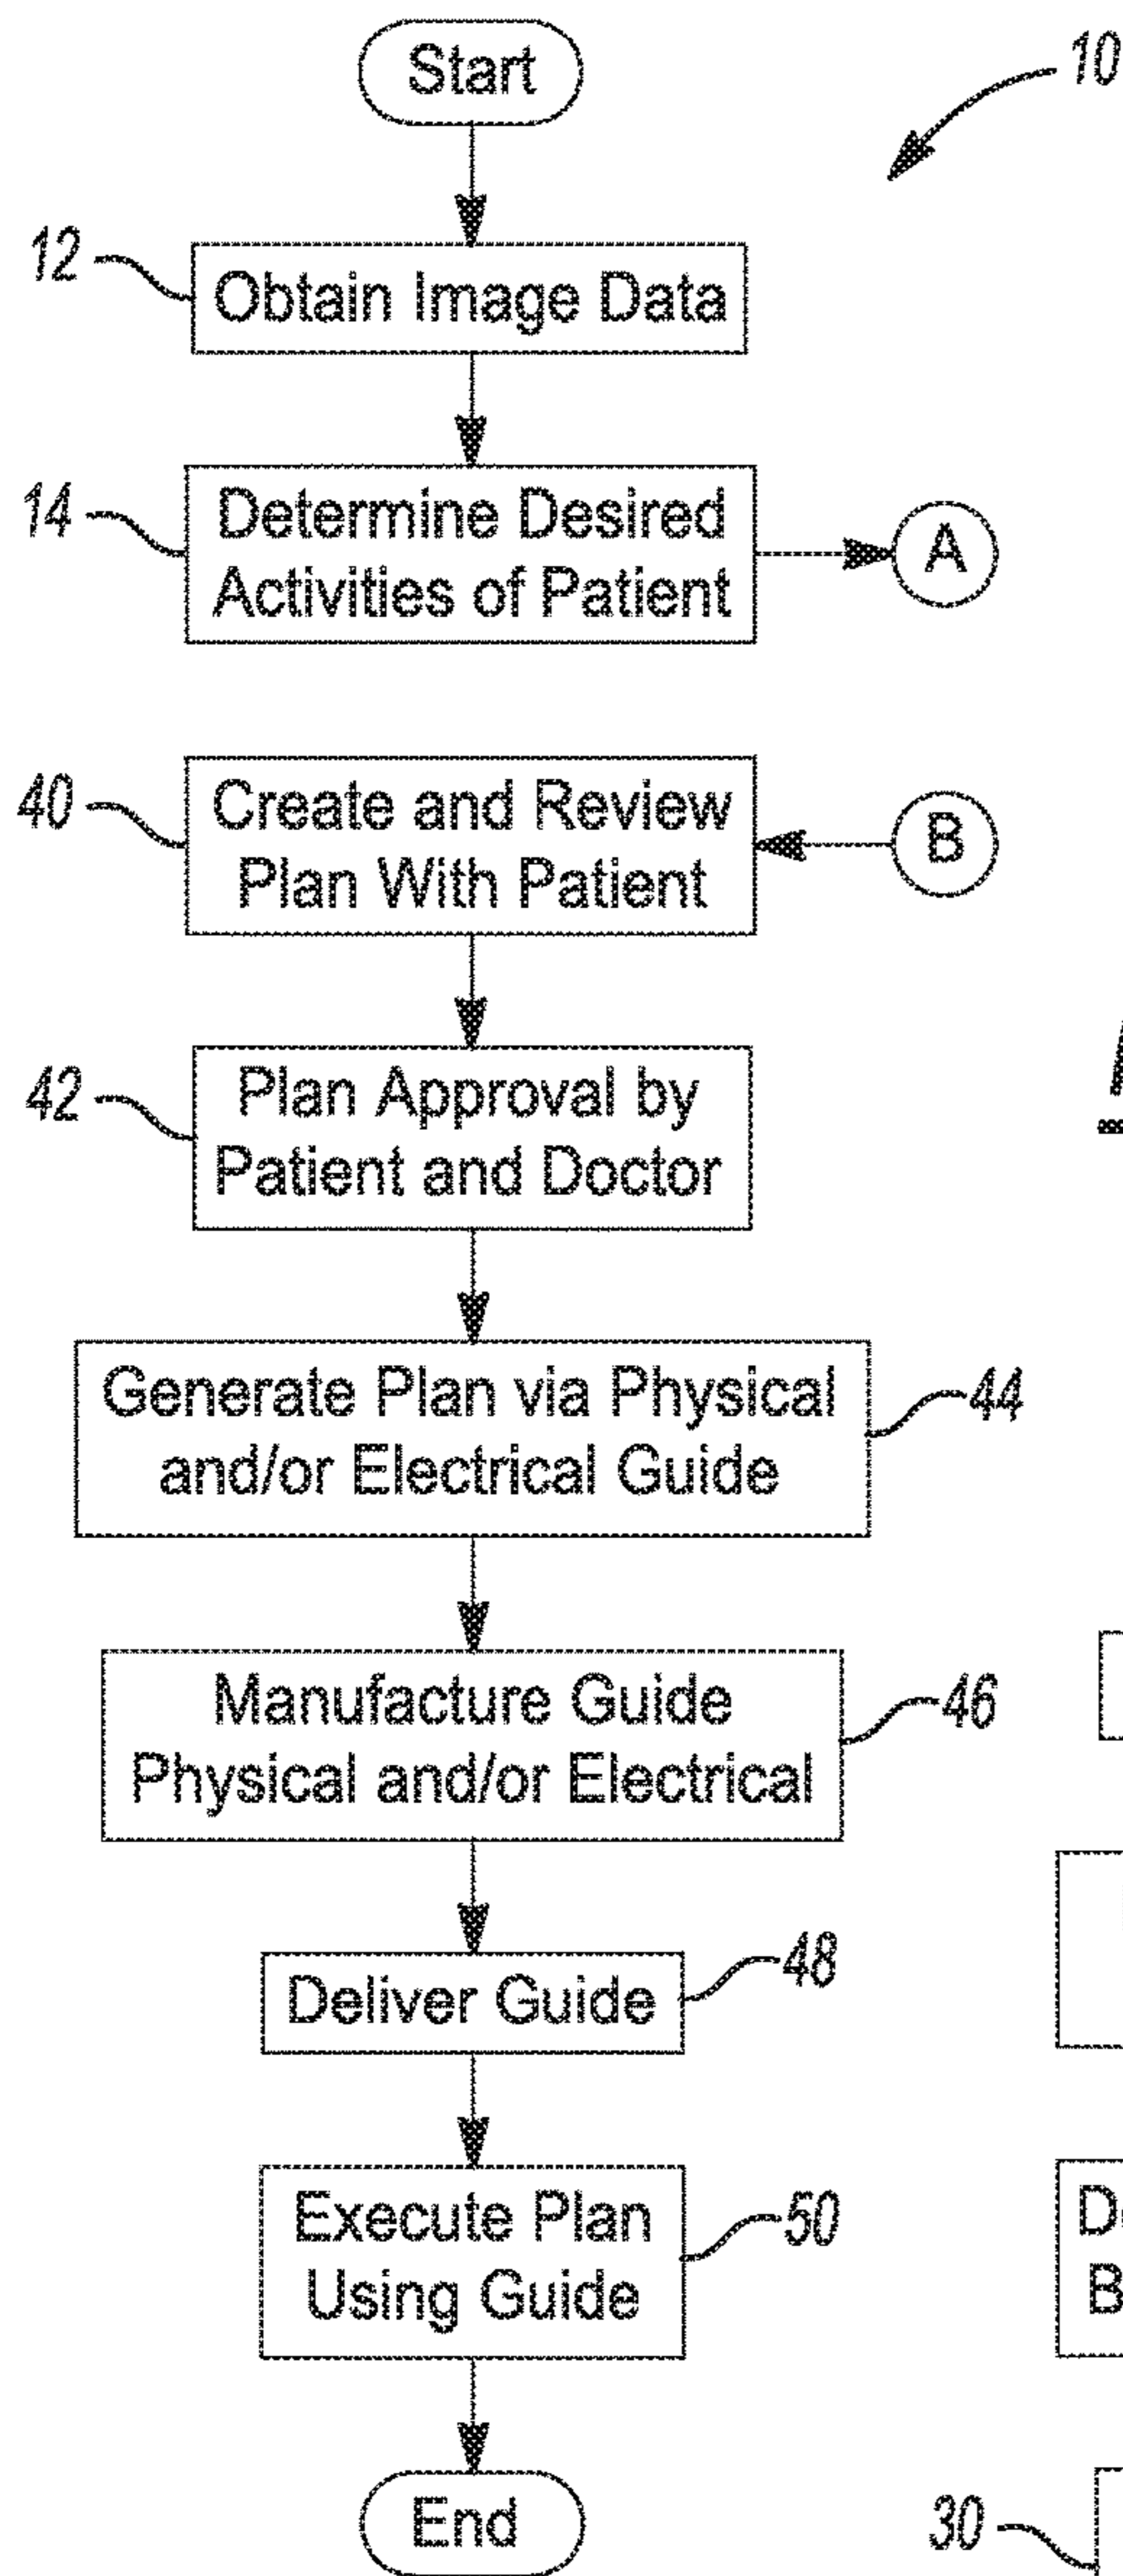 Start
10
12
Obtain Image Data
14
Determine Desired
Activities of Patient
A
40
Create and Review
Plan With Patient
B
42
Plan Approval by
Patient and Doctor
Generate Plan via Physical
and/or Electrical Guide
44
Manufacture Guide
Physical and/or Electrical
46
Deliver Guide
48
Execute Plan
Using Guide
50
End
30